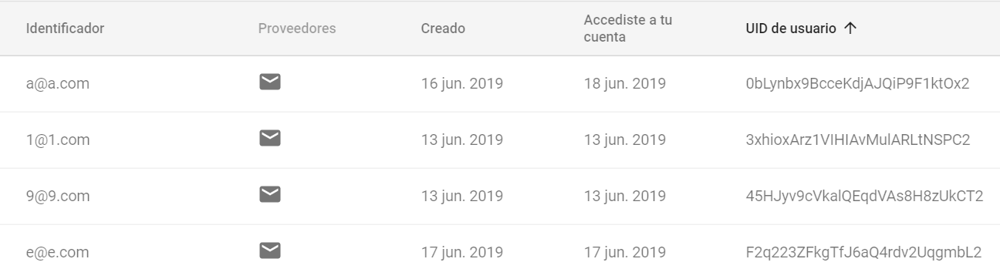 Identificador Proveedores Creado Accediste a tu cuenta UID de usuario
a@a.com 16 jun. 2019 18 jun. 2019 0bLynbx9BcceKdjAJQiP9F1ktOx2
1@1.com 13 jun. 2019 13 jun. 2019 3xhioxArz1VIHIAvMulARLtNSPC2
9@9.com 13 jun. 2019 13 jun. 2019 45HJyv9cVkalQEqdVAs8H8zUkCT2
e@e.com 17 jun. 2019 17 jun. 2019 F2q223ZFkgTfJ6aQ4rdv2UqgmbL2